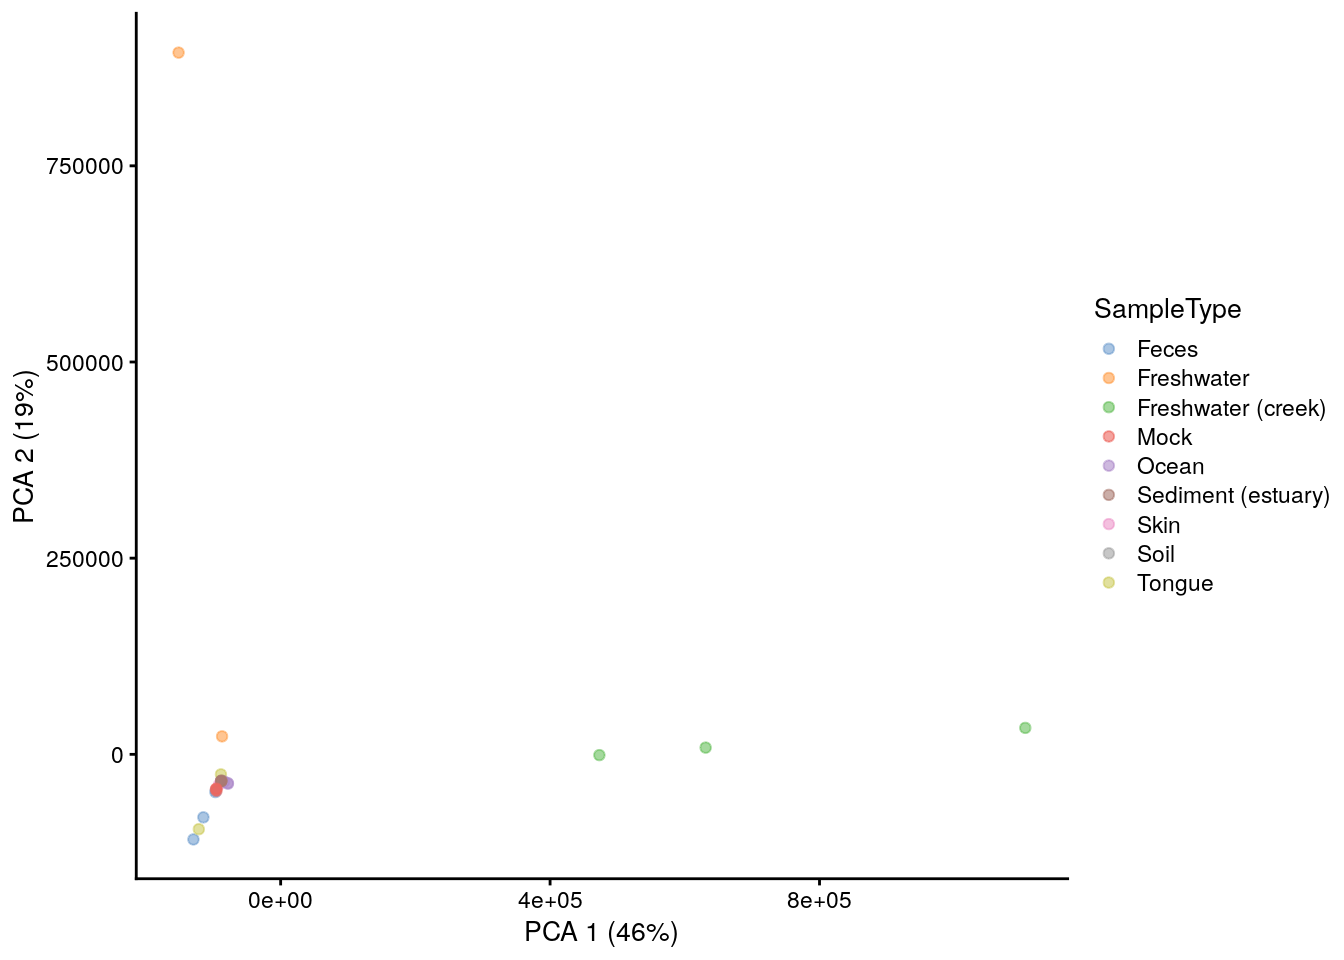 750000
500000
250000
0
PCA 2 (19%)
0e+00
4e+05
8e+05
PCA 1 (46%)
SampleType
Feces
Freshwater
Freshwater (creek)
Mock
Ocean
Sediment (estuary)
Skin
Soil
Tongue